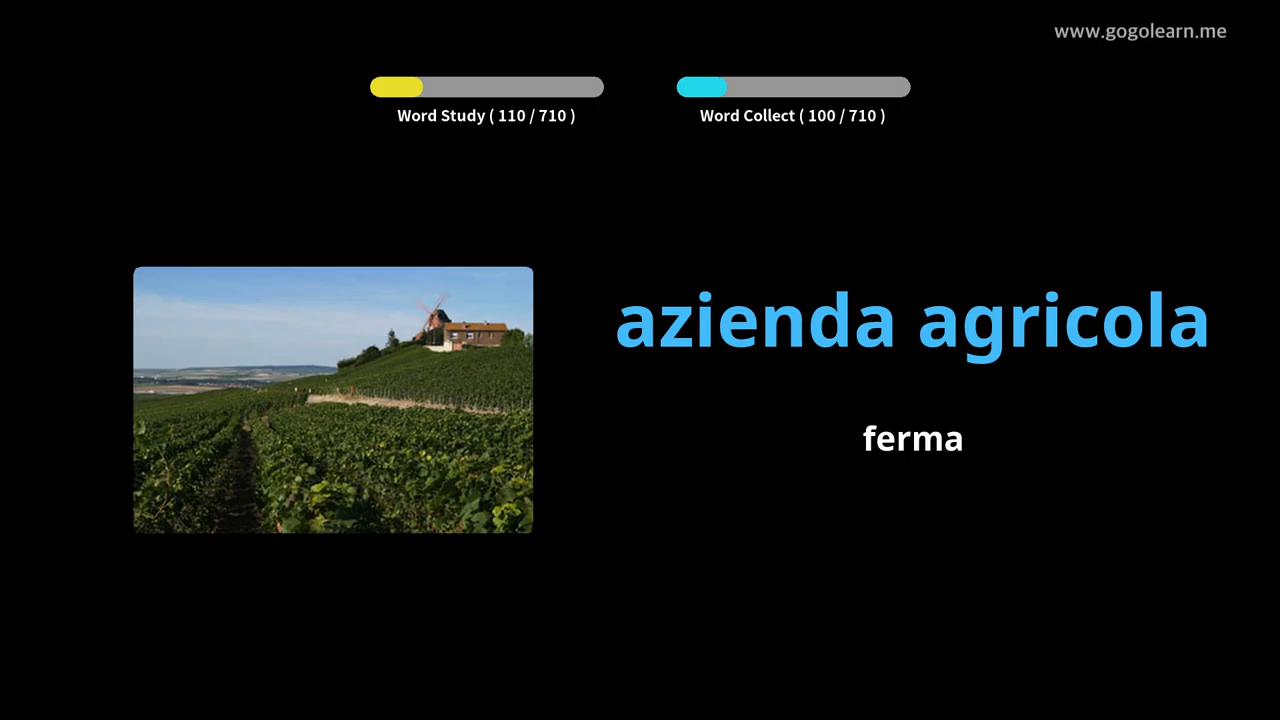 www.gogolearn.me
Word Study ( 110 / 710 )
Word Collect ( 100 / 710 )
azienda agricola
ferma